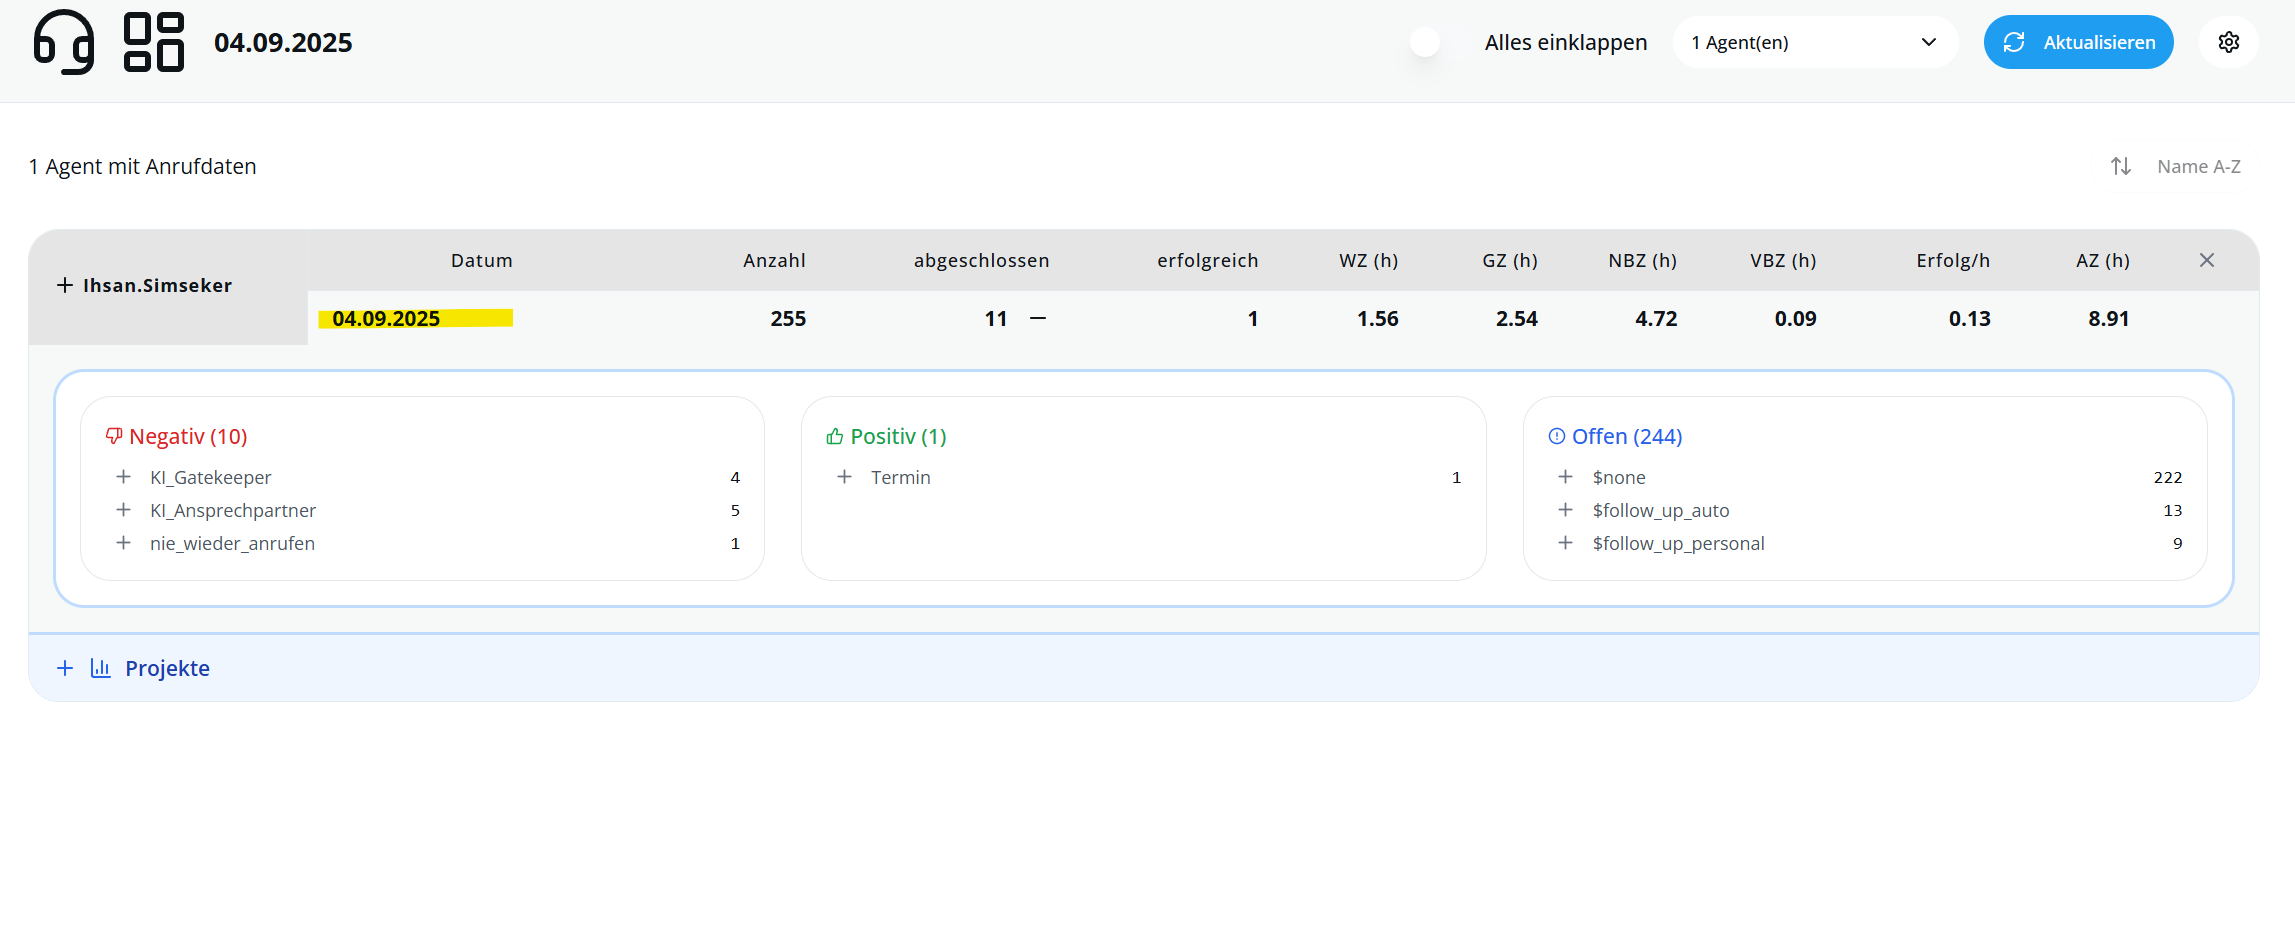 04.09.2025 Alles einklappen 1 Agent(en) Aktualisieren
1 Agent mit Anrufdaten Name A-Z
Ihsan.Simseker Datum Anzahl abgeschlossen erfolgreich WZ (h) GZ (h) NBZ (h) VBZ (h) Erfolg/h AZ (h)
04.09.2025 255 11 1 1.56 2.54 4.72 0.09 0.13 8.91
Negativ (10)
KI_Gatekeeper 4
KI_Ansprechpartner 5
nie_wieder_anrufen 1
Positiv (1)
Termin 1
Offen (244)
$none 222
$follow_up_auto 13
$follow_up_personal 9
Projekte